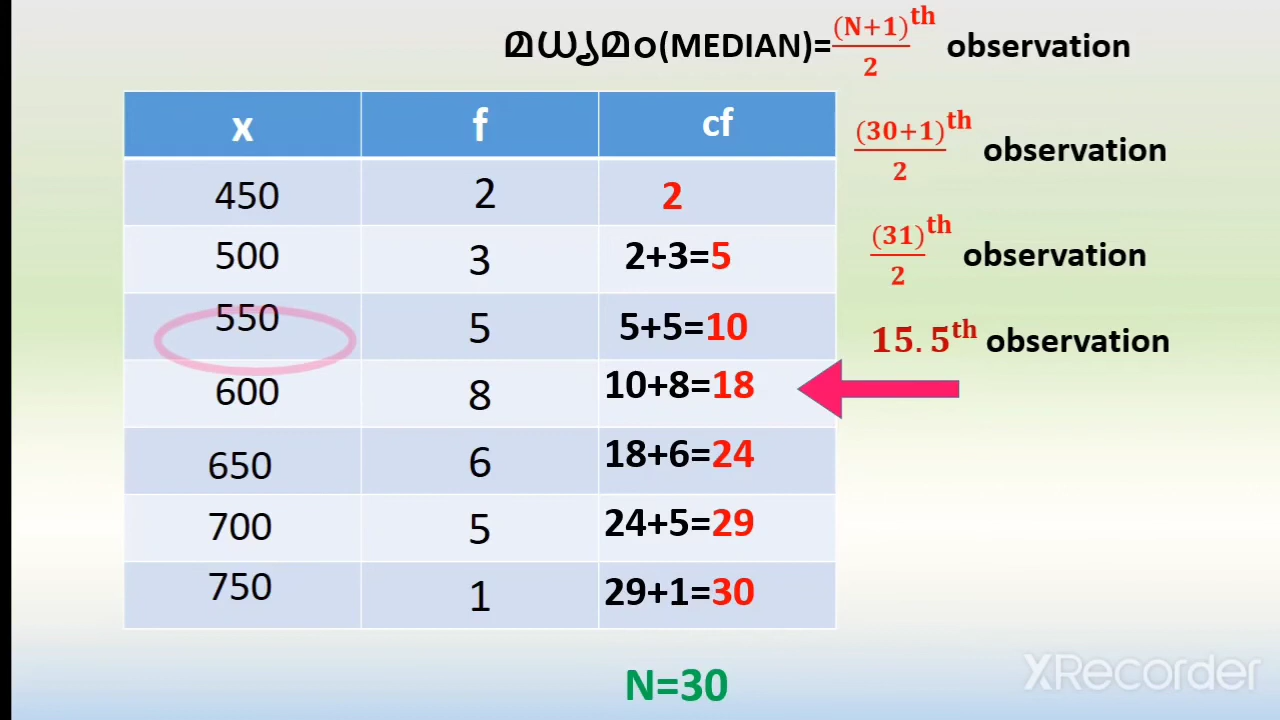 മധ്യമം(MEDIAN)=(N+1)th/2 observation
(30+1)th/2 observation
(31)th/2 observation
15.5th observation
x f cf
450 2 2
500 3 2+3=5
550 5 5+5=10
600 8 10+8=18
650 6 18+6=24
700 5 24+5=29
750 1 29+1=30
N=30
XRecorder